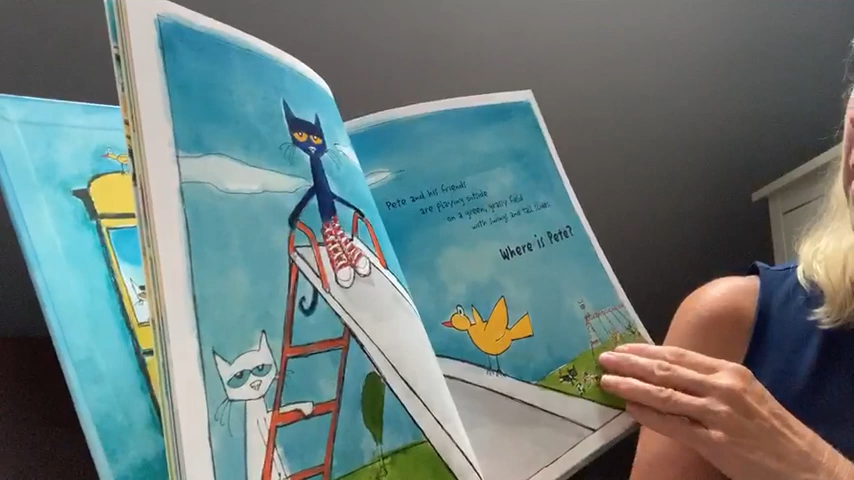 Pete and his friends
are playing outside
on a green, grassy field
with swings and tall slides.
Where is Pete?